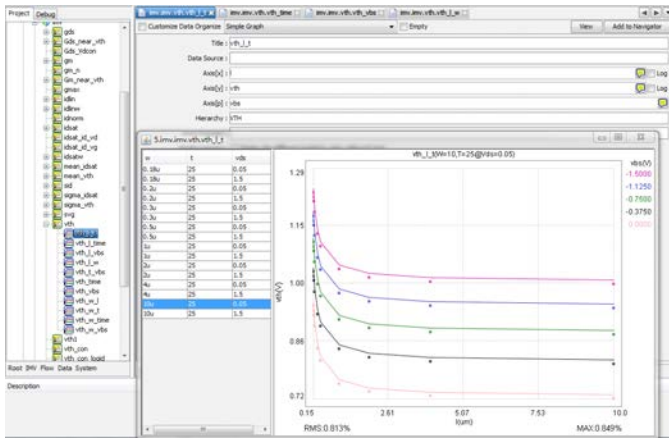 Project Debug
imv.imv.vth.vth_l_t imv.imv.vth.vth_time imv.imv.vth.vth_vbs imv.imv.vth.vth_l_w
Customize Data Organize Simple Graph Empty View Add to Navigator
Title : vth_l_t
Data Source :
Axis[x] : l Log
Axis[y] : vth Log
Axis[p] : vbs
Hierarchy : VTH
gds
Gds_near_vth
Gds_Vdcon
gm
gm_n
Gm_near_vth
gmax
idlin
idlinw
idnorm
idsat
idsat_id_vd
idsat_id_vg
idsatw
mean_idsat
mean_vth
sid
sigma_idsat
sigma_vth
svg
vth
vth_l_t
vth_l_time
vth_l_vbs
vth_l_w
vth_t_vbs
vth_time
vth_vbs
vth_w_l
vth_w_t
vth_w_time
vth_w_vbs
vth1
vth_con
vth_con_logid
Root IMV Flow Data System
Description
5.imv.imv.vth.vth_l_t
w t vds
0.18u 25 0.05
0.18u 25 1.5
0.2u 25 0.05
0.2u 25 1.5
0.3u 25 0.05
0.3u 25 1.5
0.5u 25 0.05
0.5u 25 1.5
1u 25 0.05
1u 25 1.5
2u 25 0.05
2u 25 1.5
4u 25 0.05
4u 25 1.5
10u 25 0.05
10u 25 1.5
vth_l_t(W=10,T=25@Vds=0.05)
vbs(V)
-1.5000
-1.1250
-0.7500
-0.3750
0.0000
1.29
1.15
1.00
0.86
0.72
vth(V)
0.15 2.61 5.07 7.53 10.0
l(um)
RMS:0.813% MAX:0.849%